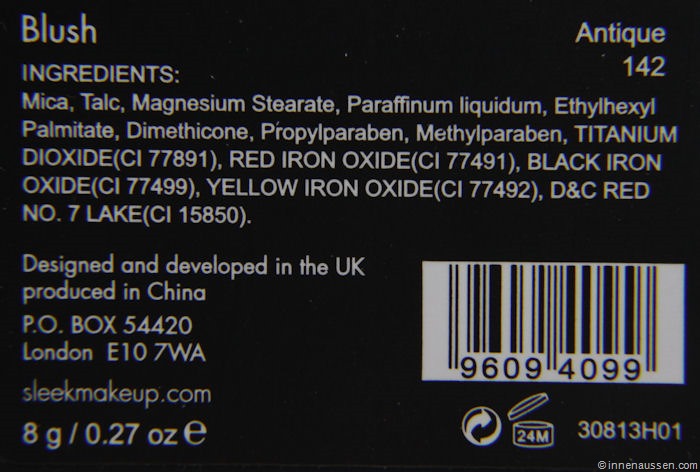 Blush
Antique
142
INGREDIENTS:
Mica, Talc, Magnesium Stearate, Paraffinum liquidum, Ethylhexyl
Palmitate, Dimethicone, Propylparaben, Methylparaben, TITANIUM
DIOXIDE(CI 77891), RED IRON OXIDE(CI 77491), BLACK IRON
OXIDE(CI 77499), YELLOW IRON OXIDE(CI 77492), D&C RED
NO. 7 LAKE(CI 15850).
Designed and developed in the UK
produced in China
P.O. BOX 54420
London E10 7WA
sleekmakeup.com
8 g / 0.27 oz ℮
9609 4099
24M
30813H01
©innenaussen.com